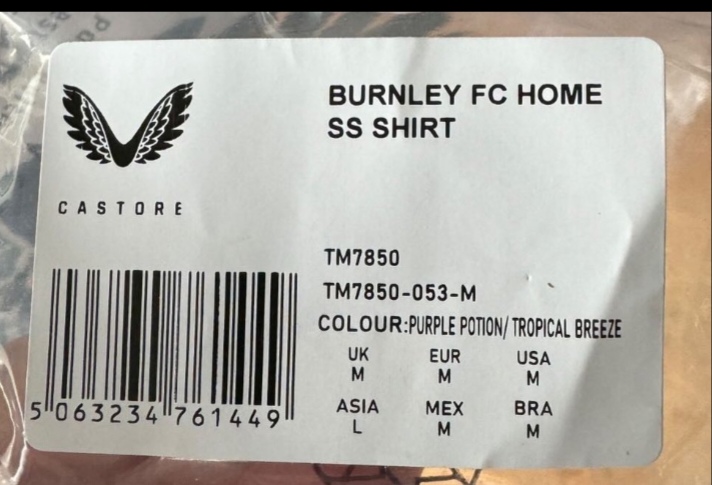 BURNLEY FC HOME
SS SHIRT
CASTORE
TM7850
TM7850-053-M
COLOUR:PURPLE POTION/ TROPICAL BREEZE
UK EUR USA
M M M
ASIA MEX BRA
L M M
5 063234 761449